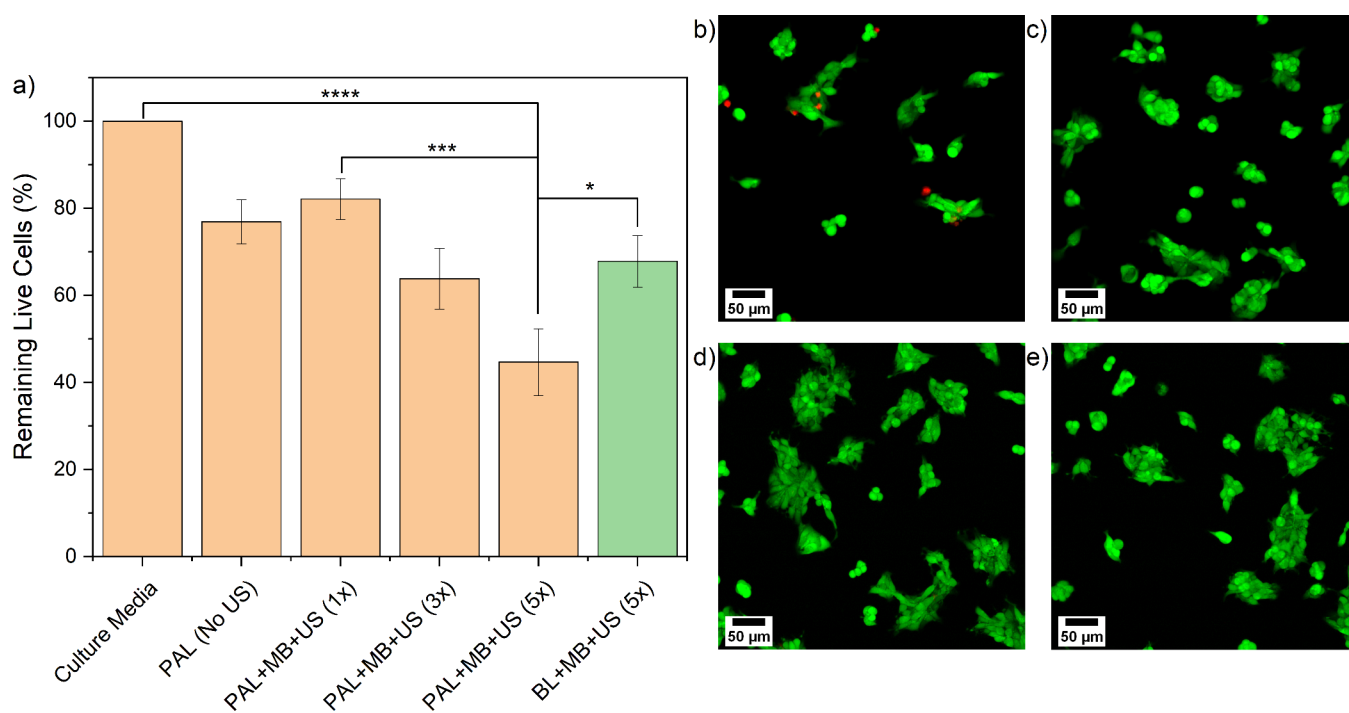 a)
Remaining Live Cells (%)
100
80
60
40
20
0
****
***
*
Culture Media
PAL (No US)
PAL+MB+US (1x)
PAL+MB+US (3x)
PAL+MB+US (5x)
BL+MB+US (5x)
b)
50 µm
c)
50 µm
d)
50 µm
e)
50 µm